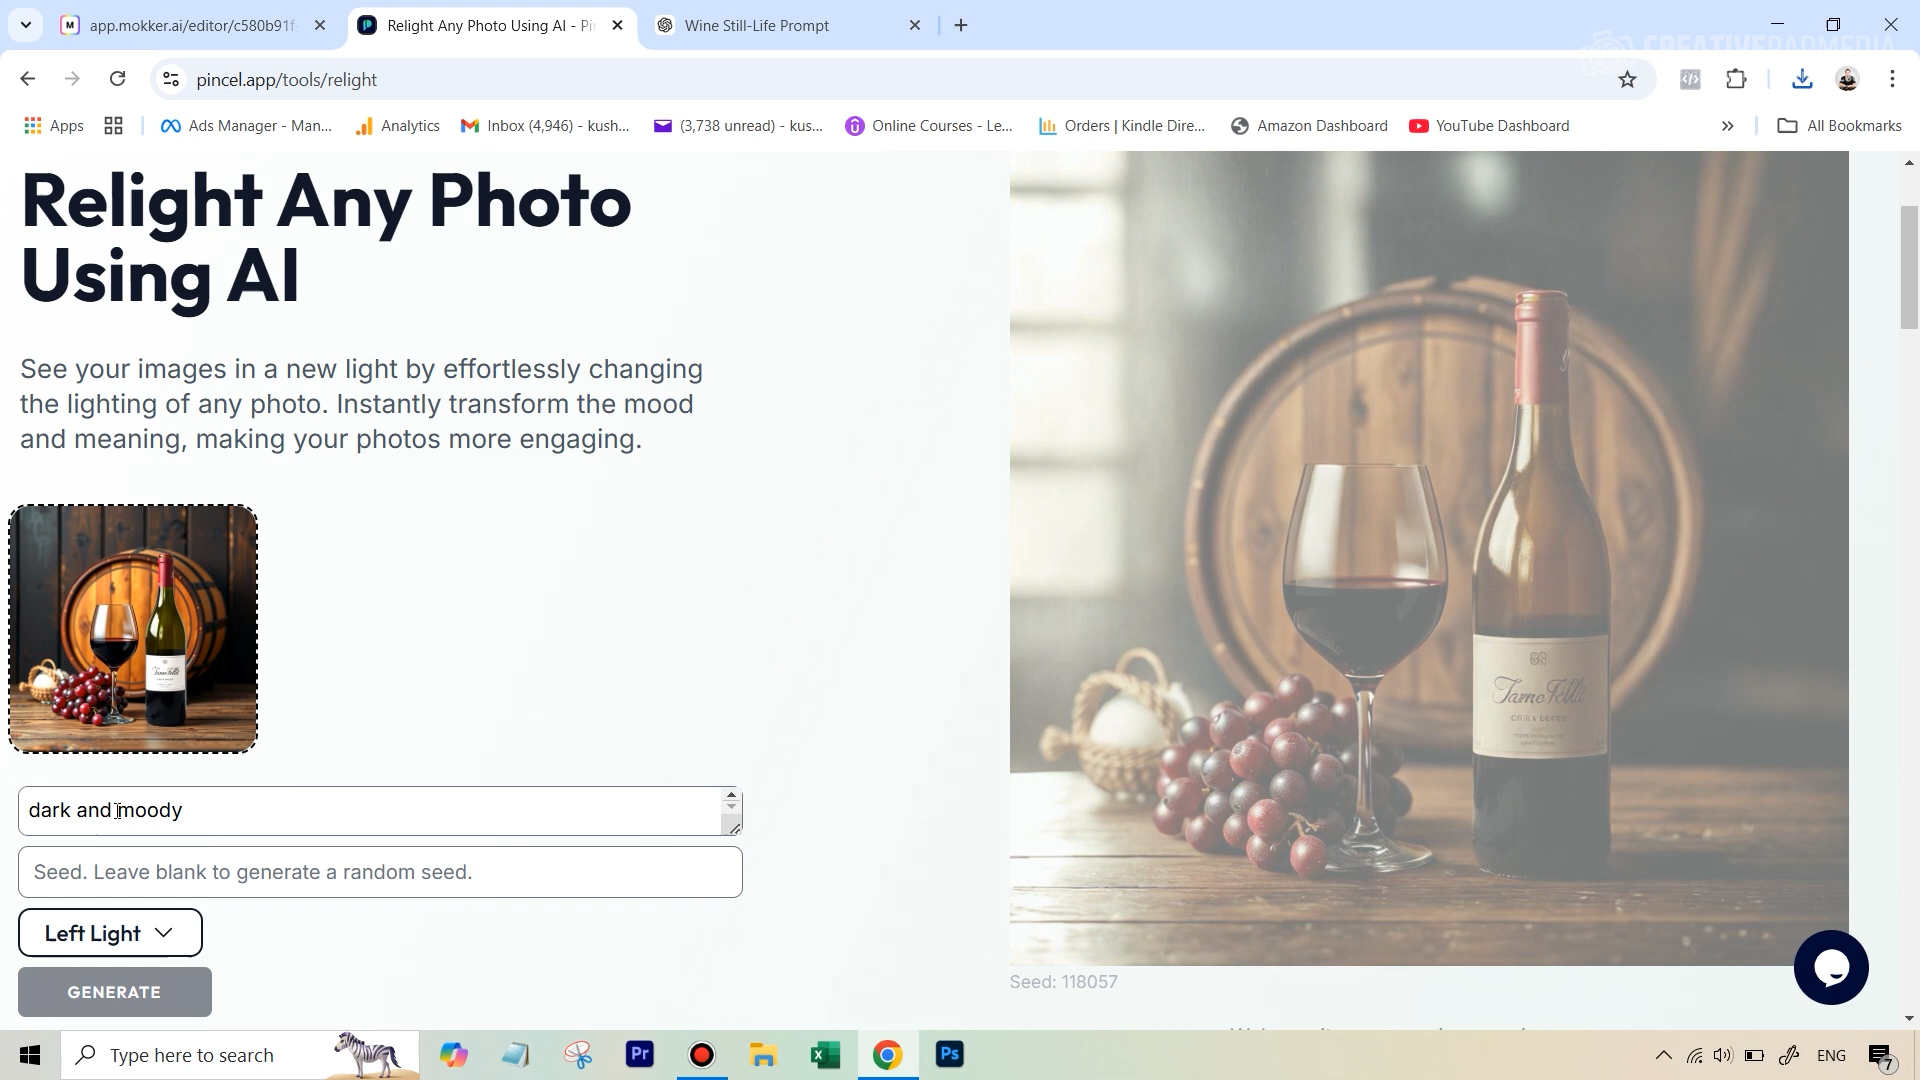 app.mokker.ai/editor/c580b91f-
Relight Any Photo Using AI - Pi
Wine Still-Life Prompt
CREATIVEDADMEDIA
pincel.app/tools/relight
Apps
Ads Manager - Man...
Analytics
Inbox (4,946) - kush...
(3,738 unread) - kus...
Online Courses - Le...
Orders | Kindle Dire...
Amazon Dashboard
YouTube Dashboard
All Bookmarks
Relight Any Photo
Using AI
See your images in a new light by effortlessly changing
the lighting of any photo. Instantly transform the mood
and meaning, making your photos more engaging.
dark and moody
Seed. Leave blank to generate a random seed.
Left Light
GENERATE
Seed: 118057
Type here to search
Pr
Ps
ENG
7